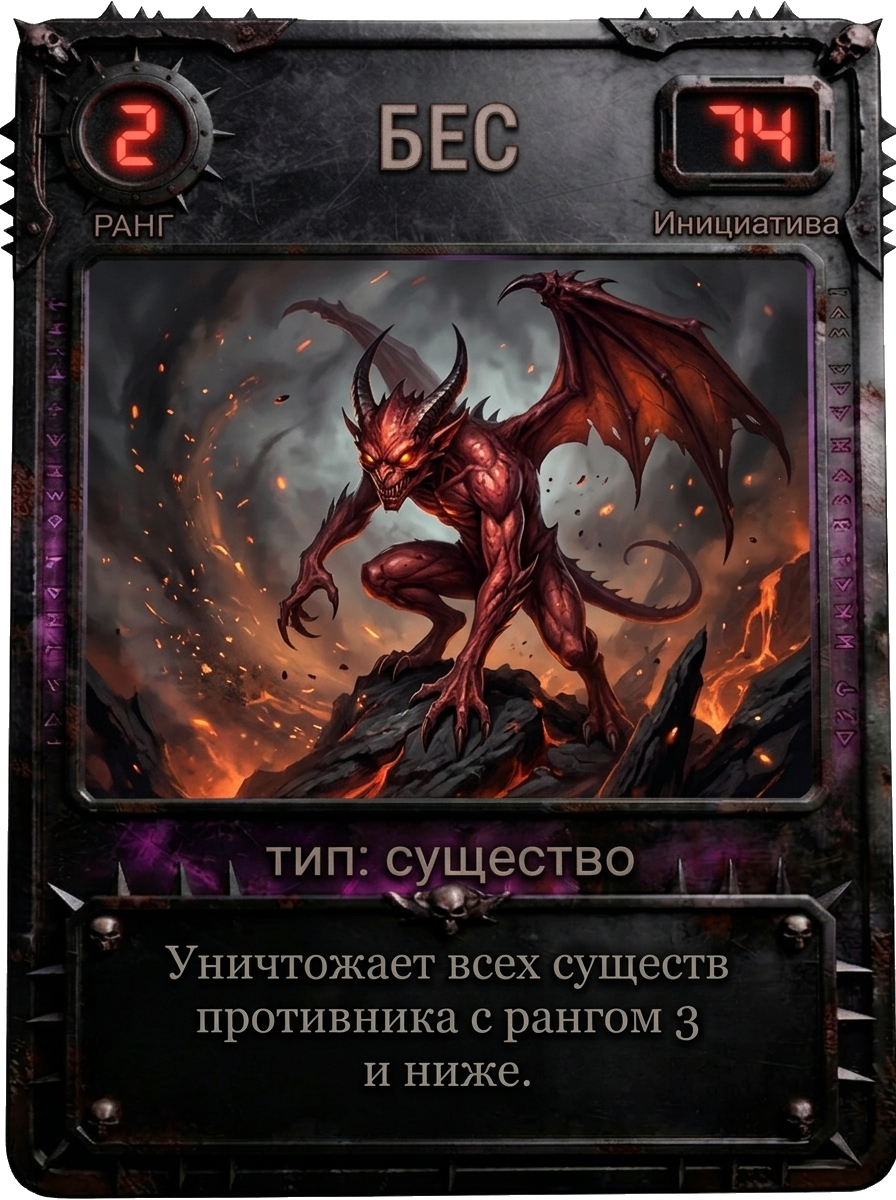 2
БЕС
74
РАНГ
Инициатива
тип: существо
Уничтожает всех существ
противника с рангом 3
и ниже.